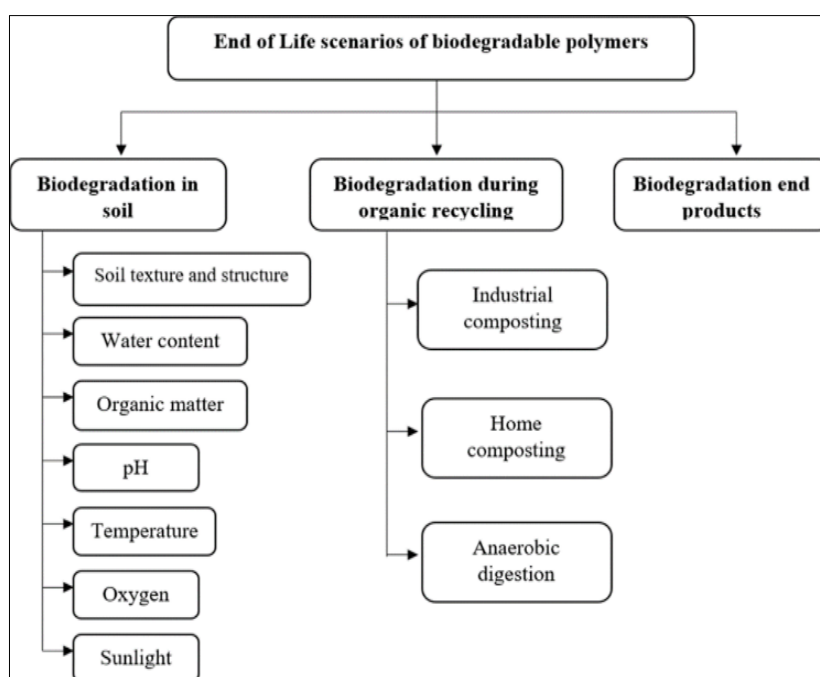 End of Life scenarios of biodegradable polymers
Biodegradation in
soil
Soil texture and structure
Water content
Organic matter
pH
Temperature
Oxygen
Sunlight
Biodegradation during
organic recycling
Industrial
composting
Home
composting
Anaerobic
digestion
Biodegradation end
products